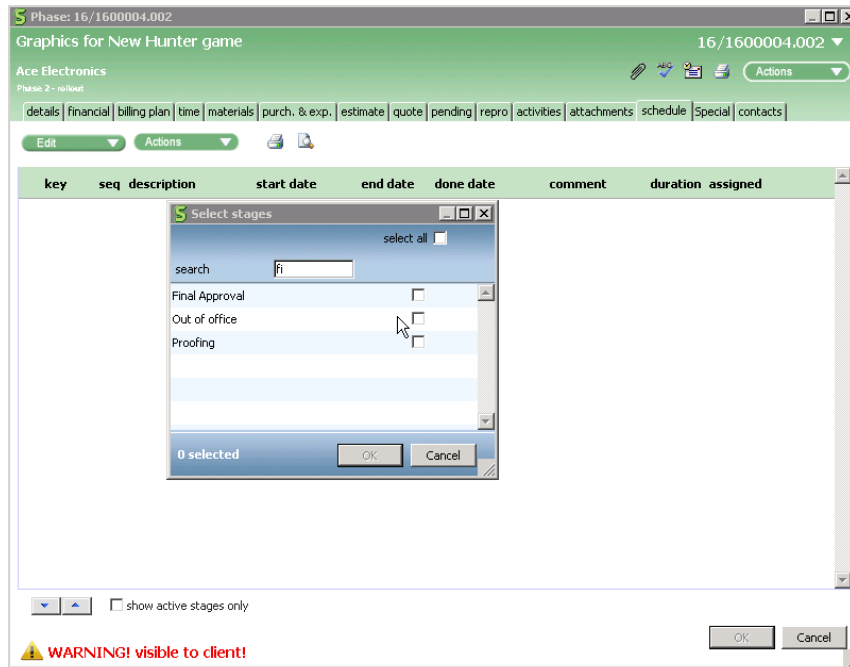 Phase: 16/1600004.002
Graphics for New Hunter game 16/1600004.002
Ace Electronics
Phase 2 - rollout
ABC Actions
details financial billing plan time materials purch. & exp. estimate quote pending repro activities attachments schedule Special contacts
Edit Actions
key seq description start date end date done date comment duration assigned
Select stages
select all
search fi
Final Approval
Out of office
Proofing
0 selected OK Cancel
show active stages only
OK Cancel
WARNING! visible to client!